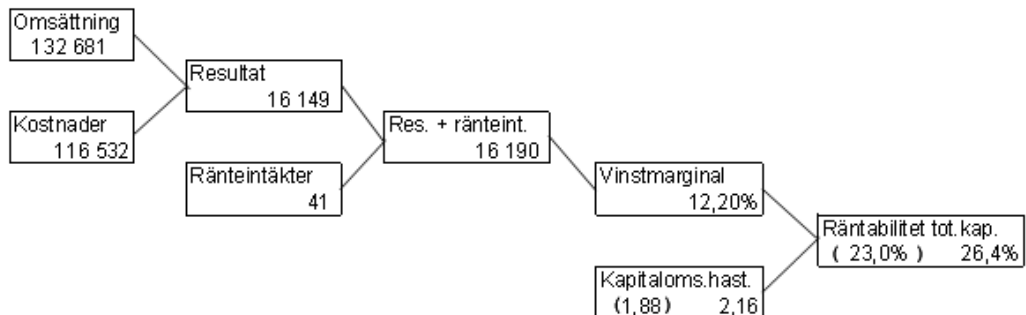 Omsättning
132 681
Resultat
16 149
Kostnader
116 532
Res. + ränteint.
16 190
Ränteintäkter
41
Vinstmarginal
12,20%
Räntabilitet tot.kap.
( 23,0% ) 26,4%
Kapitaloms.hast.
(1,88) 2,16